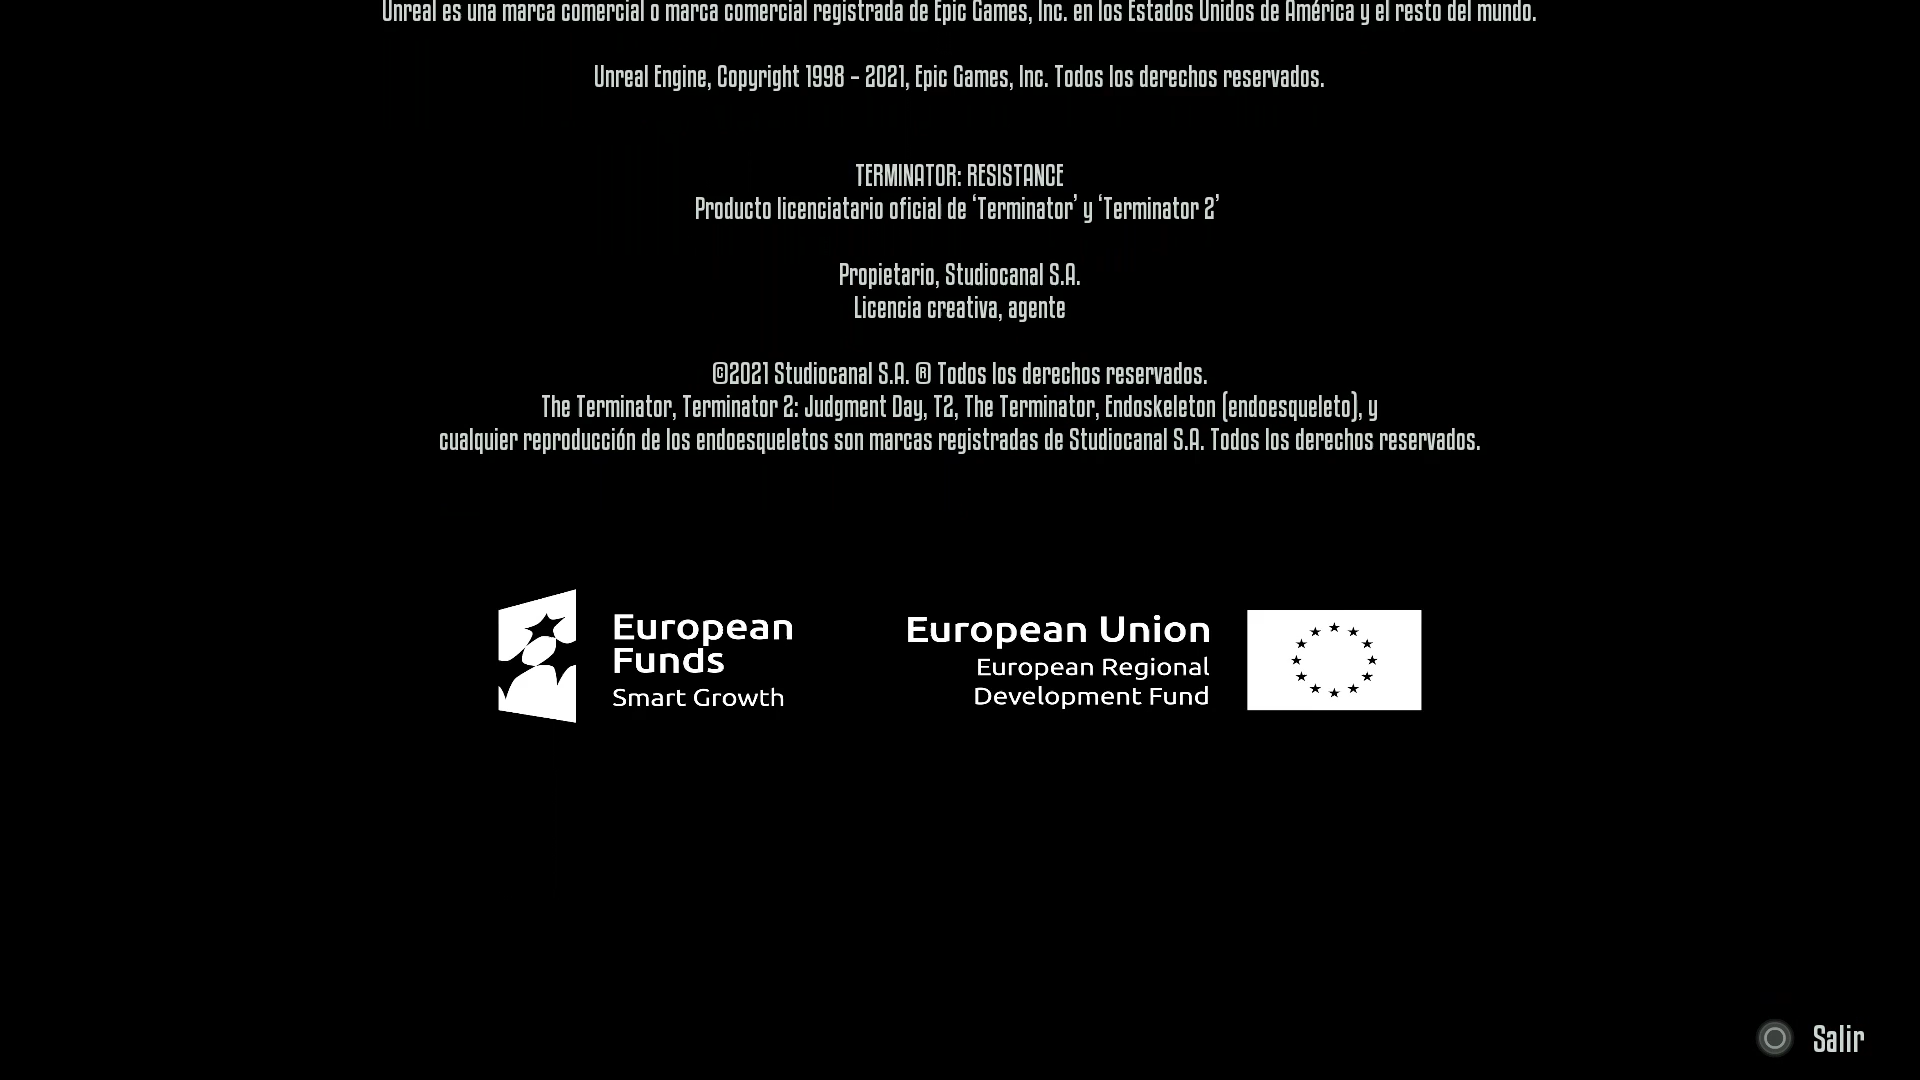 Unreal es una marca comercial o marca comercial registrada de Epic Games, Inc. en los Estados Unidos de América y el resto del mundo.
Unreal Engine, Copyright 1998 - 2021, Epic Games, Inc. Todos los derechos reservados.
TERMINATOR: RESISTANCE
Producto licenciatario oficial de ‘Terminator’ y ‘Terminator 2’
Propietario, Studiocanal S.A.
Licencia creativa, agente
©2021 Studiocanal S.A. ® Todos los derechos reservados.
The Terminator, Terminator 2: Judgment Day, T2, The Terminator, Endoskeleton (endoesqueleto), y
cualquier reproducción de los endoesqueletos son marcas registradas de Studiocanal S.A. Todos los derechos reservados.
European
Funds
Smart Growth
European Union
European Regional
Development Fund
Salir